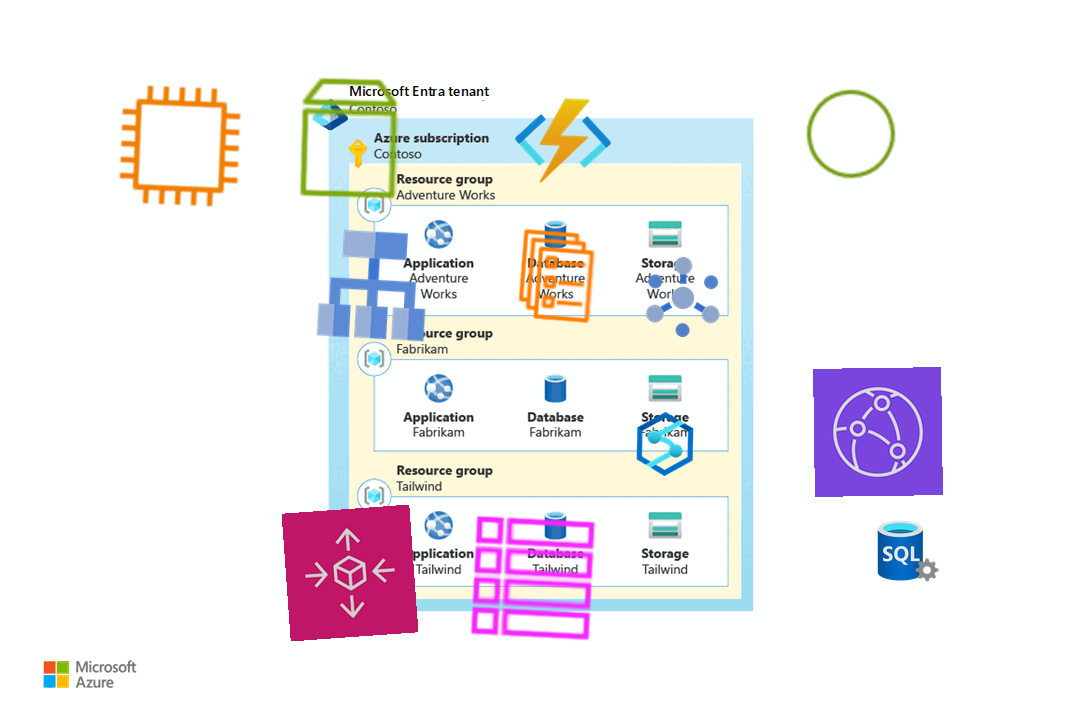 Microsoft Entra tenant
Contoso
Azure subscription
Contoso
Resource group
Adventure Works
Application
Adventure
Works
Database
Adventure
Works
Storage
Adventure
Works
source group
Fabrikam
Application
Fabrikam
Database
Fabrikam
Storage
Fabrikam
Resource group
Tailwind
Application
Tailwind
Database
Tailwind
Storage
Tailwind
SQL
Microsoft
Azure